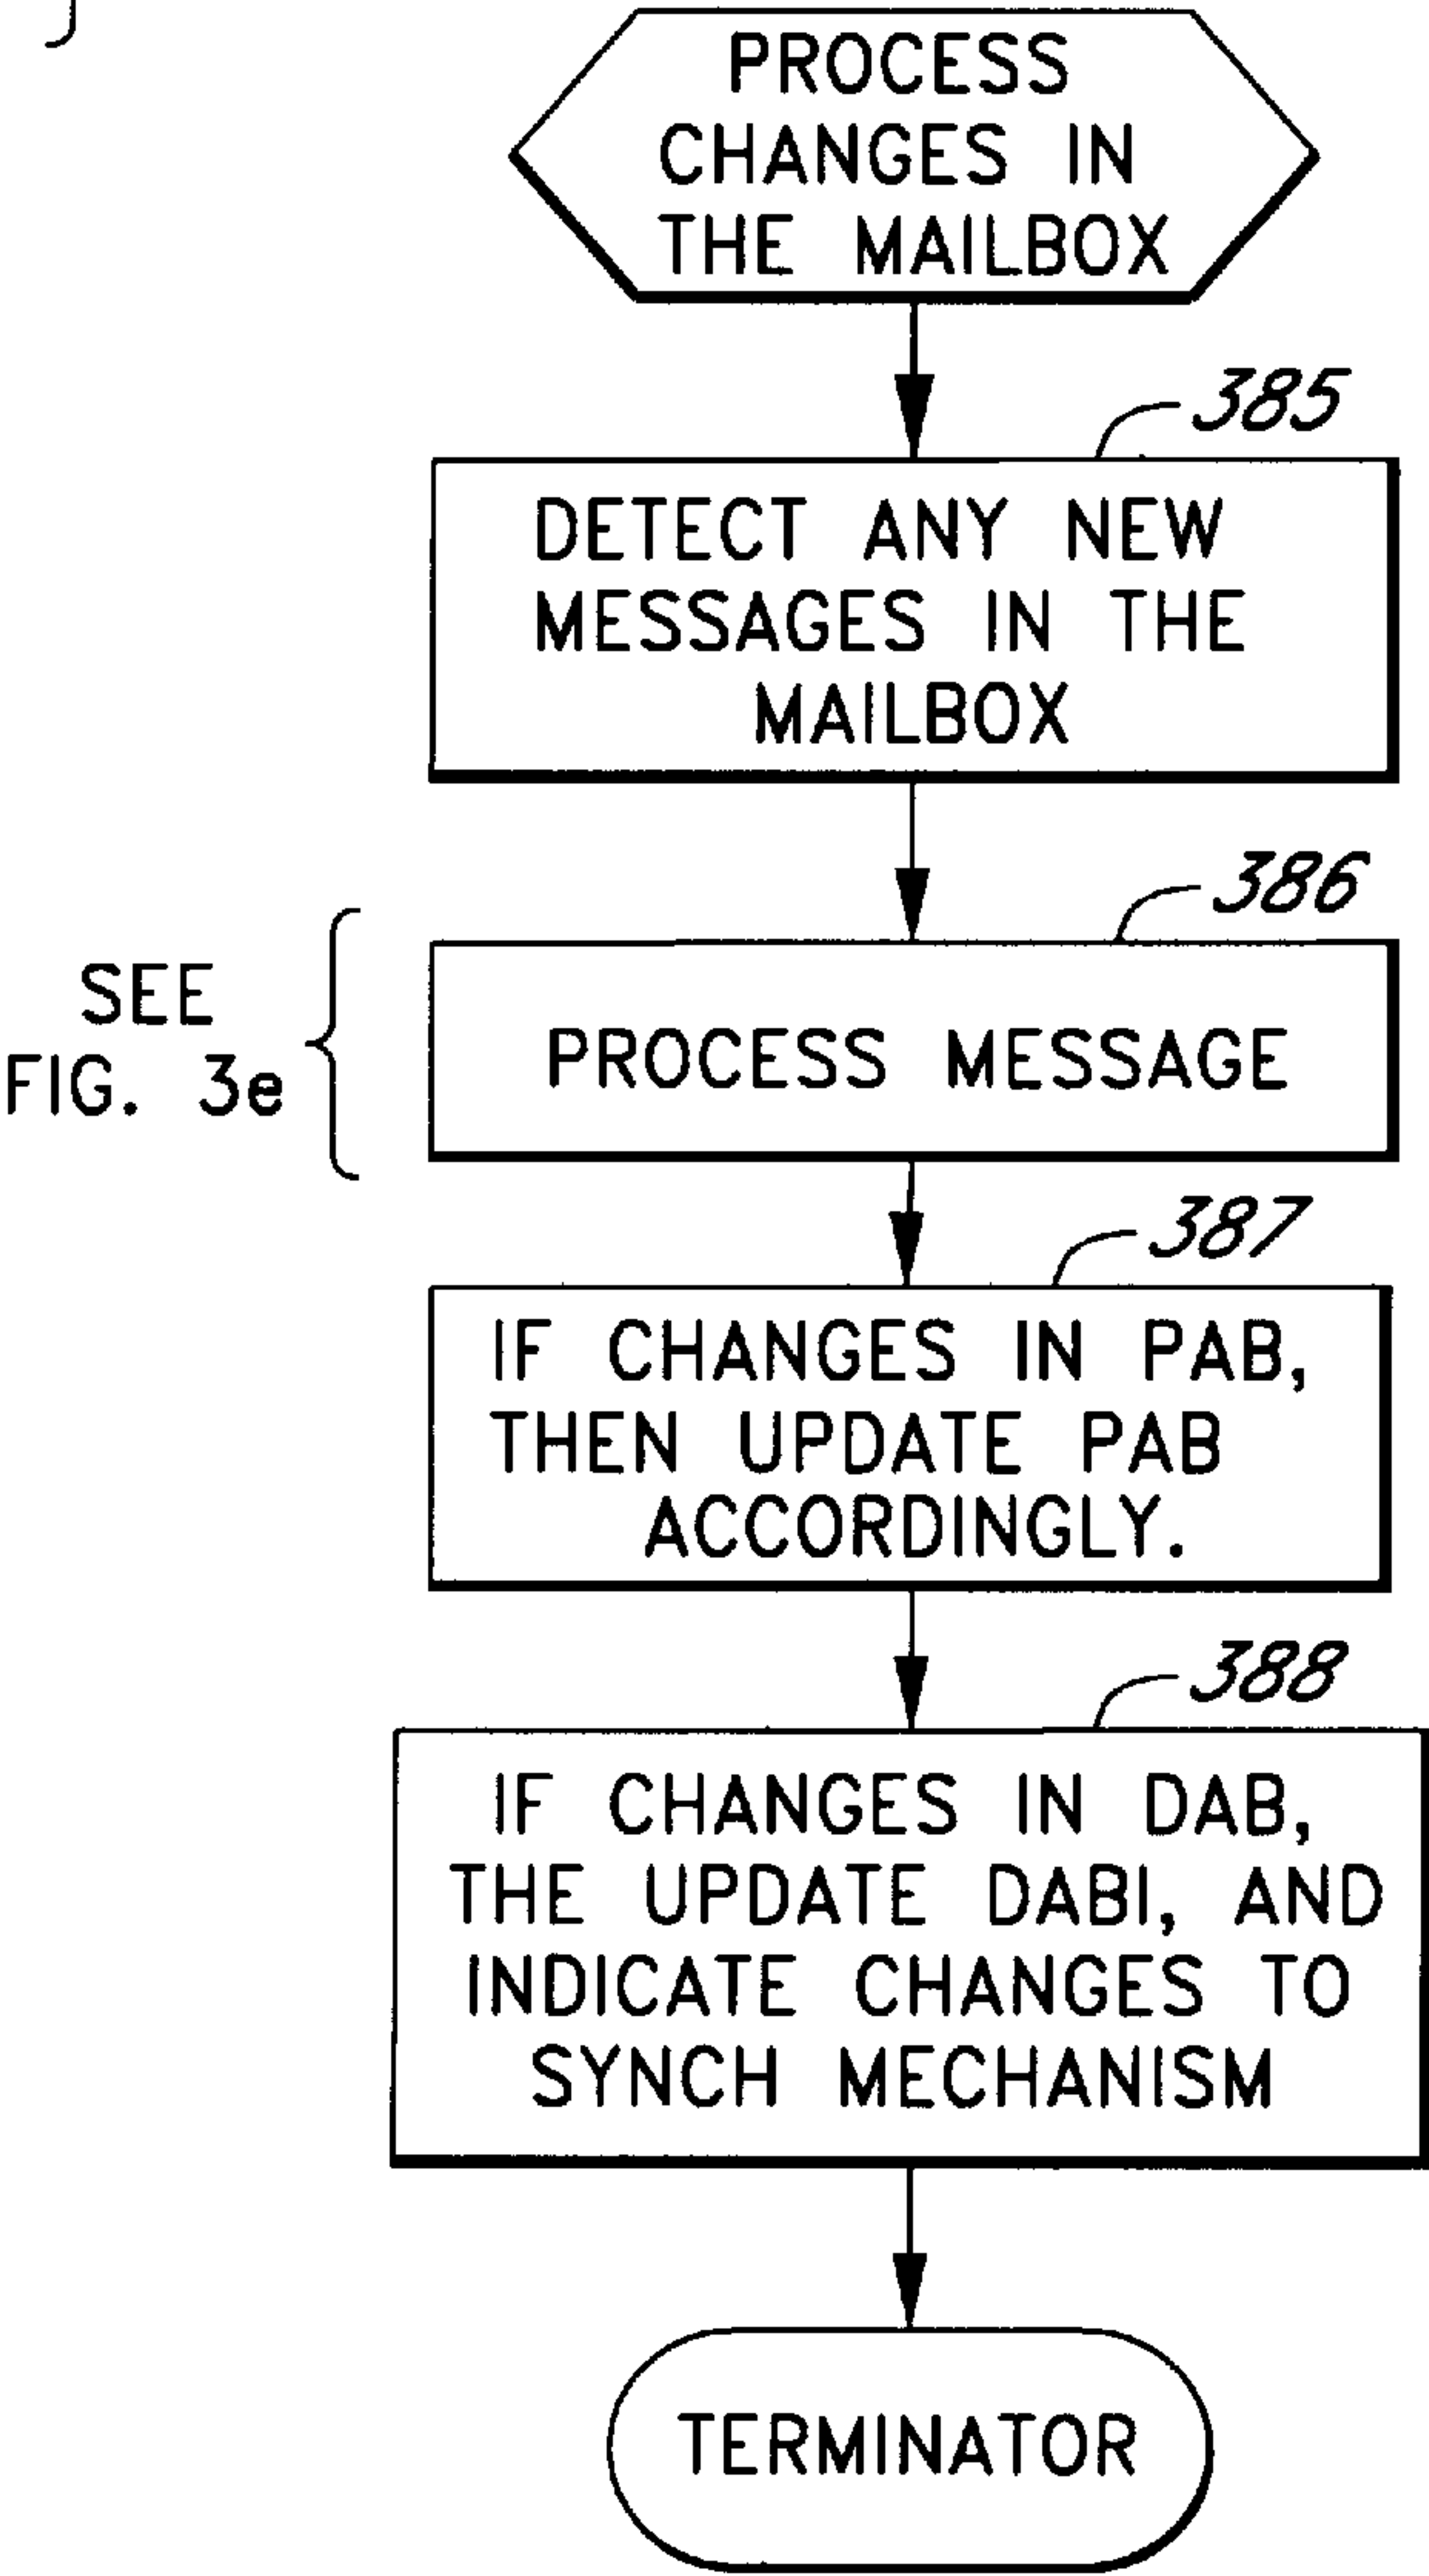 PROCESS
CHANGES IN
THE MAILBOX
385
DETECT ANY NEW
MESSAGES IN THE
MAILBOX
386
SEE
FIG. 3e
PROCESS MESSAGE
387
IF CHANGES IN PAB,
THEN UPDATE PAB
ACCORDINGLY.
388
IF CHANGES IN DAB,
THE UPDATE DABI, AND
INDICATE CHANGES TO
SYNCH MECHANISM
TERMINATOR